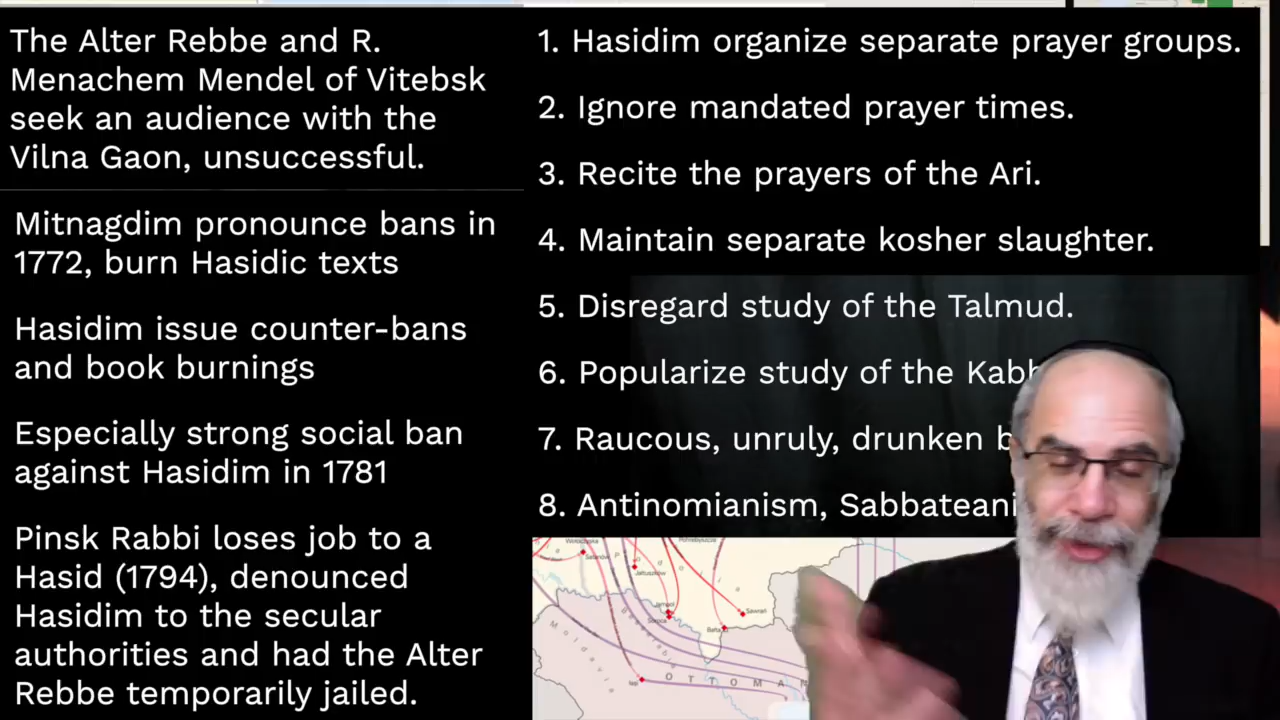 The Alter Rebbe and R.
Menachem Mendel of Vitebsk
seek an audience with the
Vilna Gaon, unsuccessful.
Mitnagdim pronounce bans in
1772, burn Hasidic texts
Hasidim issue counter-bans
and book burnings
Especially strong social ban
against Hasidim in 1781
Pinsk Rabbi loses job to a
Hasid (1794), denounced
Hasidim to the secular
authorities and had the Alter
Rebbe temporarily jailed.
1. Hasidim organize separate prayer groups.
2. Ignore mandated prayer times.
3. Recite the prayers of the Ari.
4. Maintain separate kosher slaughter.
5. Disregard study of the Talmud.
6. Popularize study of the
7. Raucous, unruly, drunken
8. Antinomianism,
Moldavia
OTTOMAN